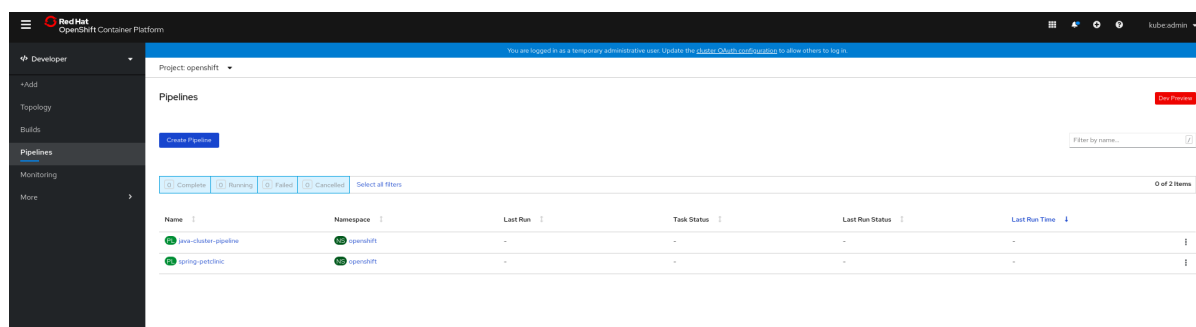 Red Hat
OpenShift Container Platform
kube:admin
You are logged in as a temporary administrative user. Update the cluster OAuth configuration to allow others to log in.
Developer
Project: openshift
+Add
Topology
Builds
Pipelines
Monitoring
More
Pipelines
Dev Preview
Create Pipeline
Filter by name...
/
0 Complete 0 Running 0 Failed 0 Cancelled Select all filters 0 of 2 Items
Name Namespace Last Run Task Status Last Run Status Last Run Time
PL java-cluster-pipeline NS openshift - - - -
PL spring-petclinic NS openshift - - - -